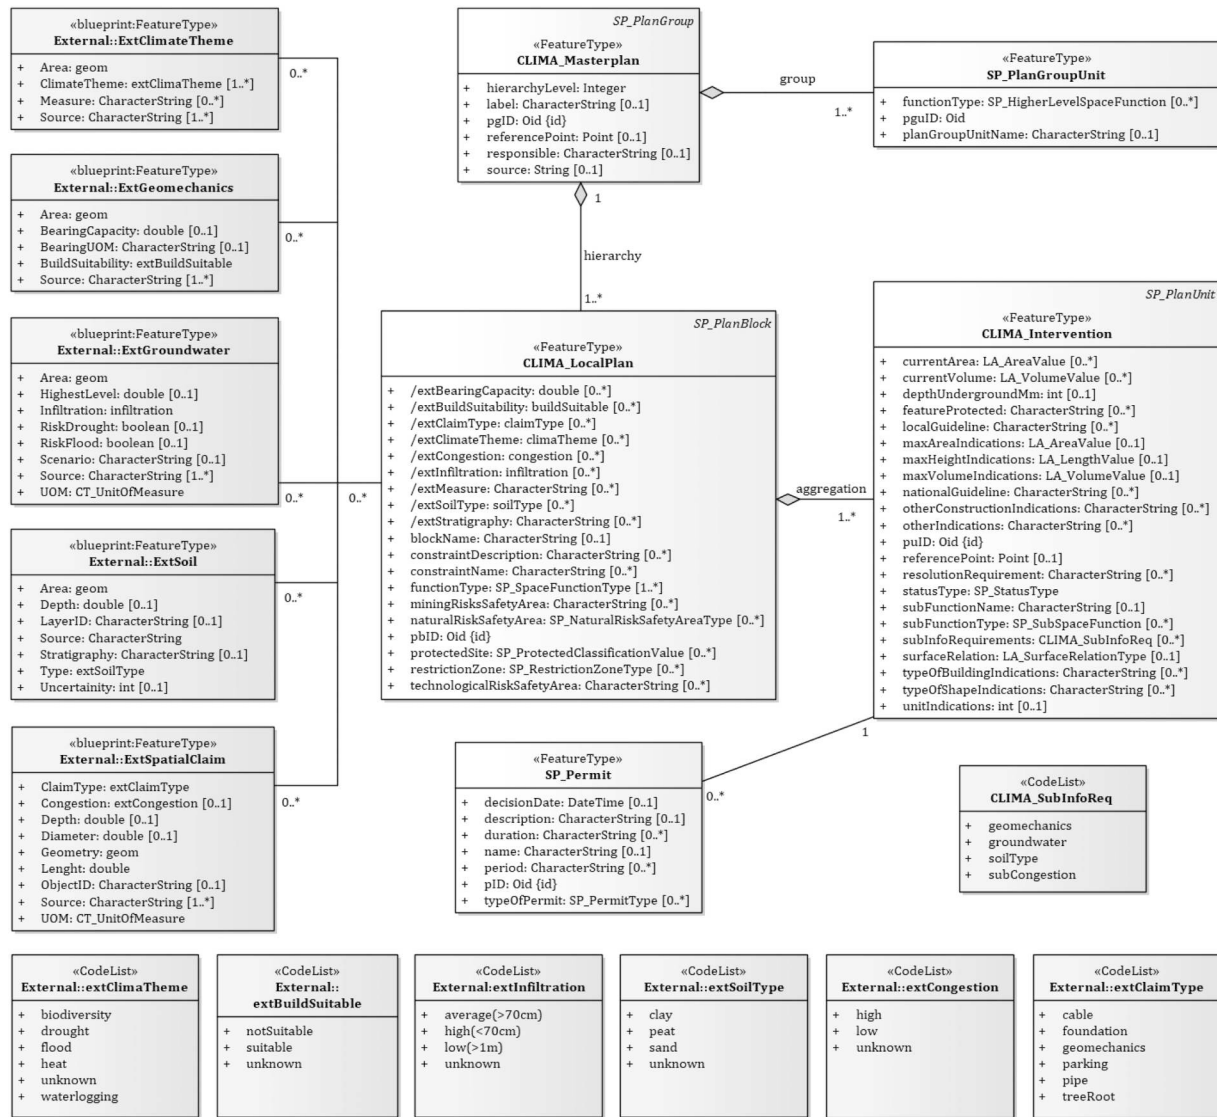 «blueprint:FeatureType»
External::ExtClimateTheme
+ Area: geom
+ ClimateTheme: extClimaTheme [1..*]
+ Measure: CharacterString [0..*]
+ Source: CharacterString [1..*]
0..*
«blueprint:FeatureType»
External::ExtGeomechanics
+ Area: geom
+ BearingCapacity: double [0..1]
+ BearingUOM: CharacterString [0..1]
+ BuildSuitability: extBuildSuitable
+ Source: CharacterString [1..*]
0..*
«blueprint:FeatureType»
External::ExtGroundwater
+ Area: geom
+ HighestLevel: double [0..1]
+ Infiltration: infiltration
+ RiskDrought: boolean [0..1]
+ RiskFlood: boolean [0..1]
+ Scenario: CharacterString [0..1]
+ Source: CharacterString [1..*]
+ UOM: CT_UnitOfMeasure
0..*
0..*
«blueprint:FeatureType»
External::ExtSoil
+ Area: geom
+ Depth: double [0..1]
+ LayerID: CharacterString [0..1]
+ Source: CharacterString
+ Stratigraphy: CharacterString [0..1]
+ Type: extSoilType
+ Uncertainity: int [0..1]
0..*
«blueprint:FeatureType»
External::ExtSpatialClaim
+ ClaimType: extClaimType
+ Congestion: extCongestion [0..1]
+ Depth: double [0..1]
+ Diameter: double [0..1]
+ Geometry: geom
+ Lenght: double
+ ObjectID: CharacterString [0..1]
+ Source: CharacterString [1..*]
+ UOM: CT_UnitOfMeasure
0..*
SP_PlanGroup
«FeatureType»
CLIMA_Masterplan
+ hierarchyLevel: Integer
+ label: CharacterString [0..1]
+ pgID: Oid {id}
+ referencePoint: Point [0..1]
+ responsible: CharacterString [0..1]
+ source: String [0..1]
group
1..*
«FeatureType»
SP_PlanGroupUnit
+ functionType: SP_HigherLevelSpaceFunction [0..*]
+ pguID: Oid
+ planGroupUnitName: CharacterString [0..1]
1
hierarchy
1..*
SP_PlanBlock
«FeatureType»
CLIMA_LocalPlan
+ /extBearingCapacity: double [0..*]
+ /extBuildSuitability: buildSuitable [0..*]
+ /extClaimType: claimType [0..*]
+ /extClimateTheme: climaTheme [0..*]
+ /extCongestion: congestion [0..*]
+ /extInfiltration: infiltration [0..*]
+ /extMeasure: CharacterString [0..*]
+ /extSoilType: soilType [0..*]
+ /extStratigraphy: CharacterString [0..*]
+ blockName: CharacterString [0..1]
+ constraintDescription: CharacterString [0..*]
+ constraintName: CharacterString [0..*]
+ functionType: SP_SpaceFunctionType [1..*]
+ miningRisksSafetyArea: CharacterString [0..*]
+ naturalRiskSafetyArea: SP_NaturalRiskSafetyAreaType [0..*]
+ pbID: Oid {id}
+ protectedSite: SP_ProtectedClassificationValue [0..*]
+ restrictionZone: SP_RestrictionZoneType [0..*]
+ technologicalRiskSafetyArea: CharacterString [0..*]
aggregation
1..*
SP_PlanUnit
«FeatureType»
CLIMA_Intervention
+ currentArea: LA_AreaValue [0..*]
+ currentVolume: LA_VolumeValue [0..*]
+ depthUndergroundMm: int [0..1]
+ featureProtected: CharacterString [0..*]
+ localGuideline: CharacterString [0..*]
+ maxAreaIndications: LA_AreaValue [0..1]
+ maxHeightIndications: LA_LengthValue [0..1]
+ maxVolumeIndications: LA_VolumeValue [0..1]
+ nationalGuideline: CharacterString [0..*]
+ otherConstructionIndications: CharacterString [0..*]
+ otherIndications: CharacterString [0..*]
+ puID: Oid {id}
+ referencePoint: Point [0..1]
+ resolutionRequirement: CharacterString [0..*]
+ statusType: SP_StatusType
+ subFunctionName: CharacterString [0..1]
+ subFunctionType: SP_SubSpaceFunction [0..*]
+ subInfoRequirements: CLIMA_SubInfoReq [0..*]
+ surfaceRelation: LA_SurfaceRelationType [0..1]
+ typeOfBuildingIndications: CharacterString [0..*]
+ typeOfShapeIndications: CharacterString [0..*]
+ unitIndications: int [0..1]
1
0..*
«FeatureType»
SP_Permit
+ decisionDate: DateTime [0..1]
+ description: CharacterString [0..1]
+ duration: CharacterString [0..*]
+ name: CharacterString [0..1]
+ period: CharacterString [0..*]
+ pID: Oid {id}
+ typeOfPermit: SP_PermitType [0..*]
«CodeList»
CLIMA_SubInfoReq
+ geomechanics
+ groundwater
+ soilType
+ subCongestion
«CodeList»
External::extClimaTheme
+ biodiversity
+ drought
+ flood
+ heat
+ unknown
+ waterlogging
«CodeList»
External::
extBuildSuitable
+ notSuitable
+ suitable
+ unknown
«CodeList»
External::extInfiltration
+ average(>70cm)
+ high(<70cm)
+ low(>1m)
+ unknown
«CodeList»
External::extSoilType
+ clay
+ peat
+ sand
+ unknown
«CodeList»
External::extCongestion
+ high
+ low
+ unknown
«CodeList»
External::extClaimType
+ cable
+ foundation
+ geomechanics
+ parking
+ pipe
+ treeRoot